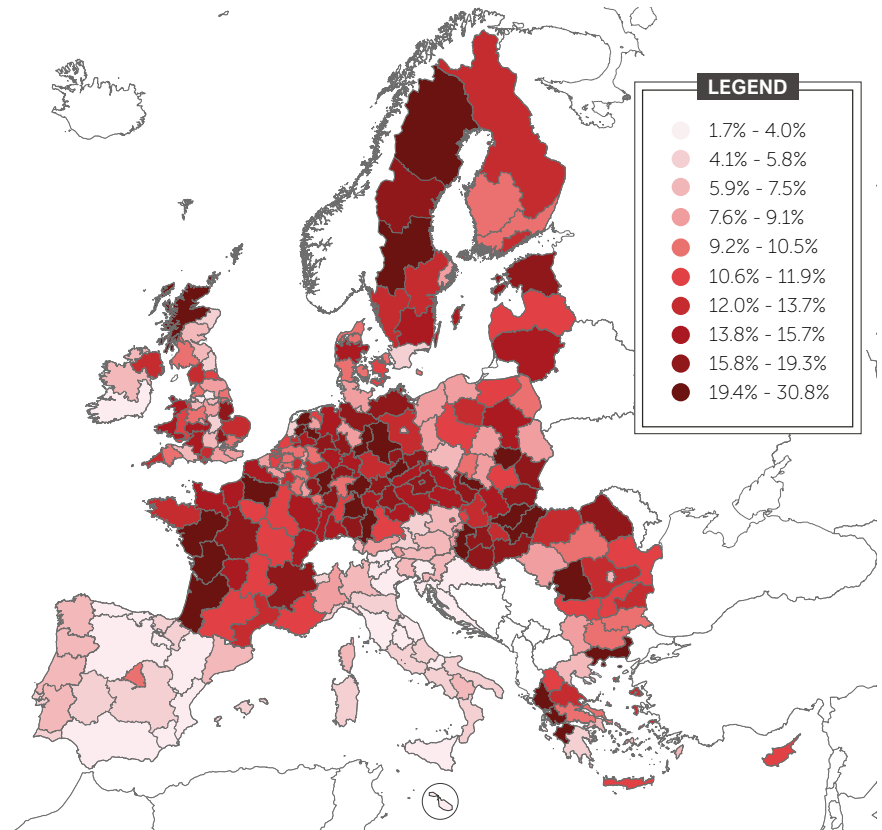 LEGEND
1.7% - 4.0%
4.1% - 5.8%
5.9% - 7.5%
7.6% - 9.1%
9.2% - 10.5%
10.6% - 11.9%
12.0% - 13.7%
13.8% - 15.7%
15.8% - 19.3%
19.4% - 30.8%